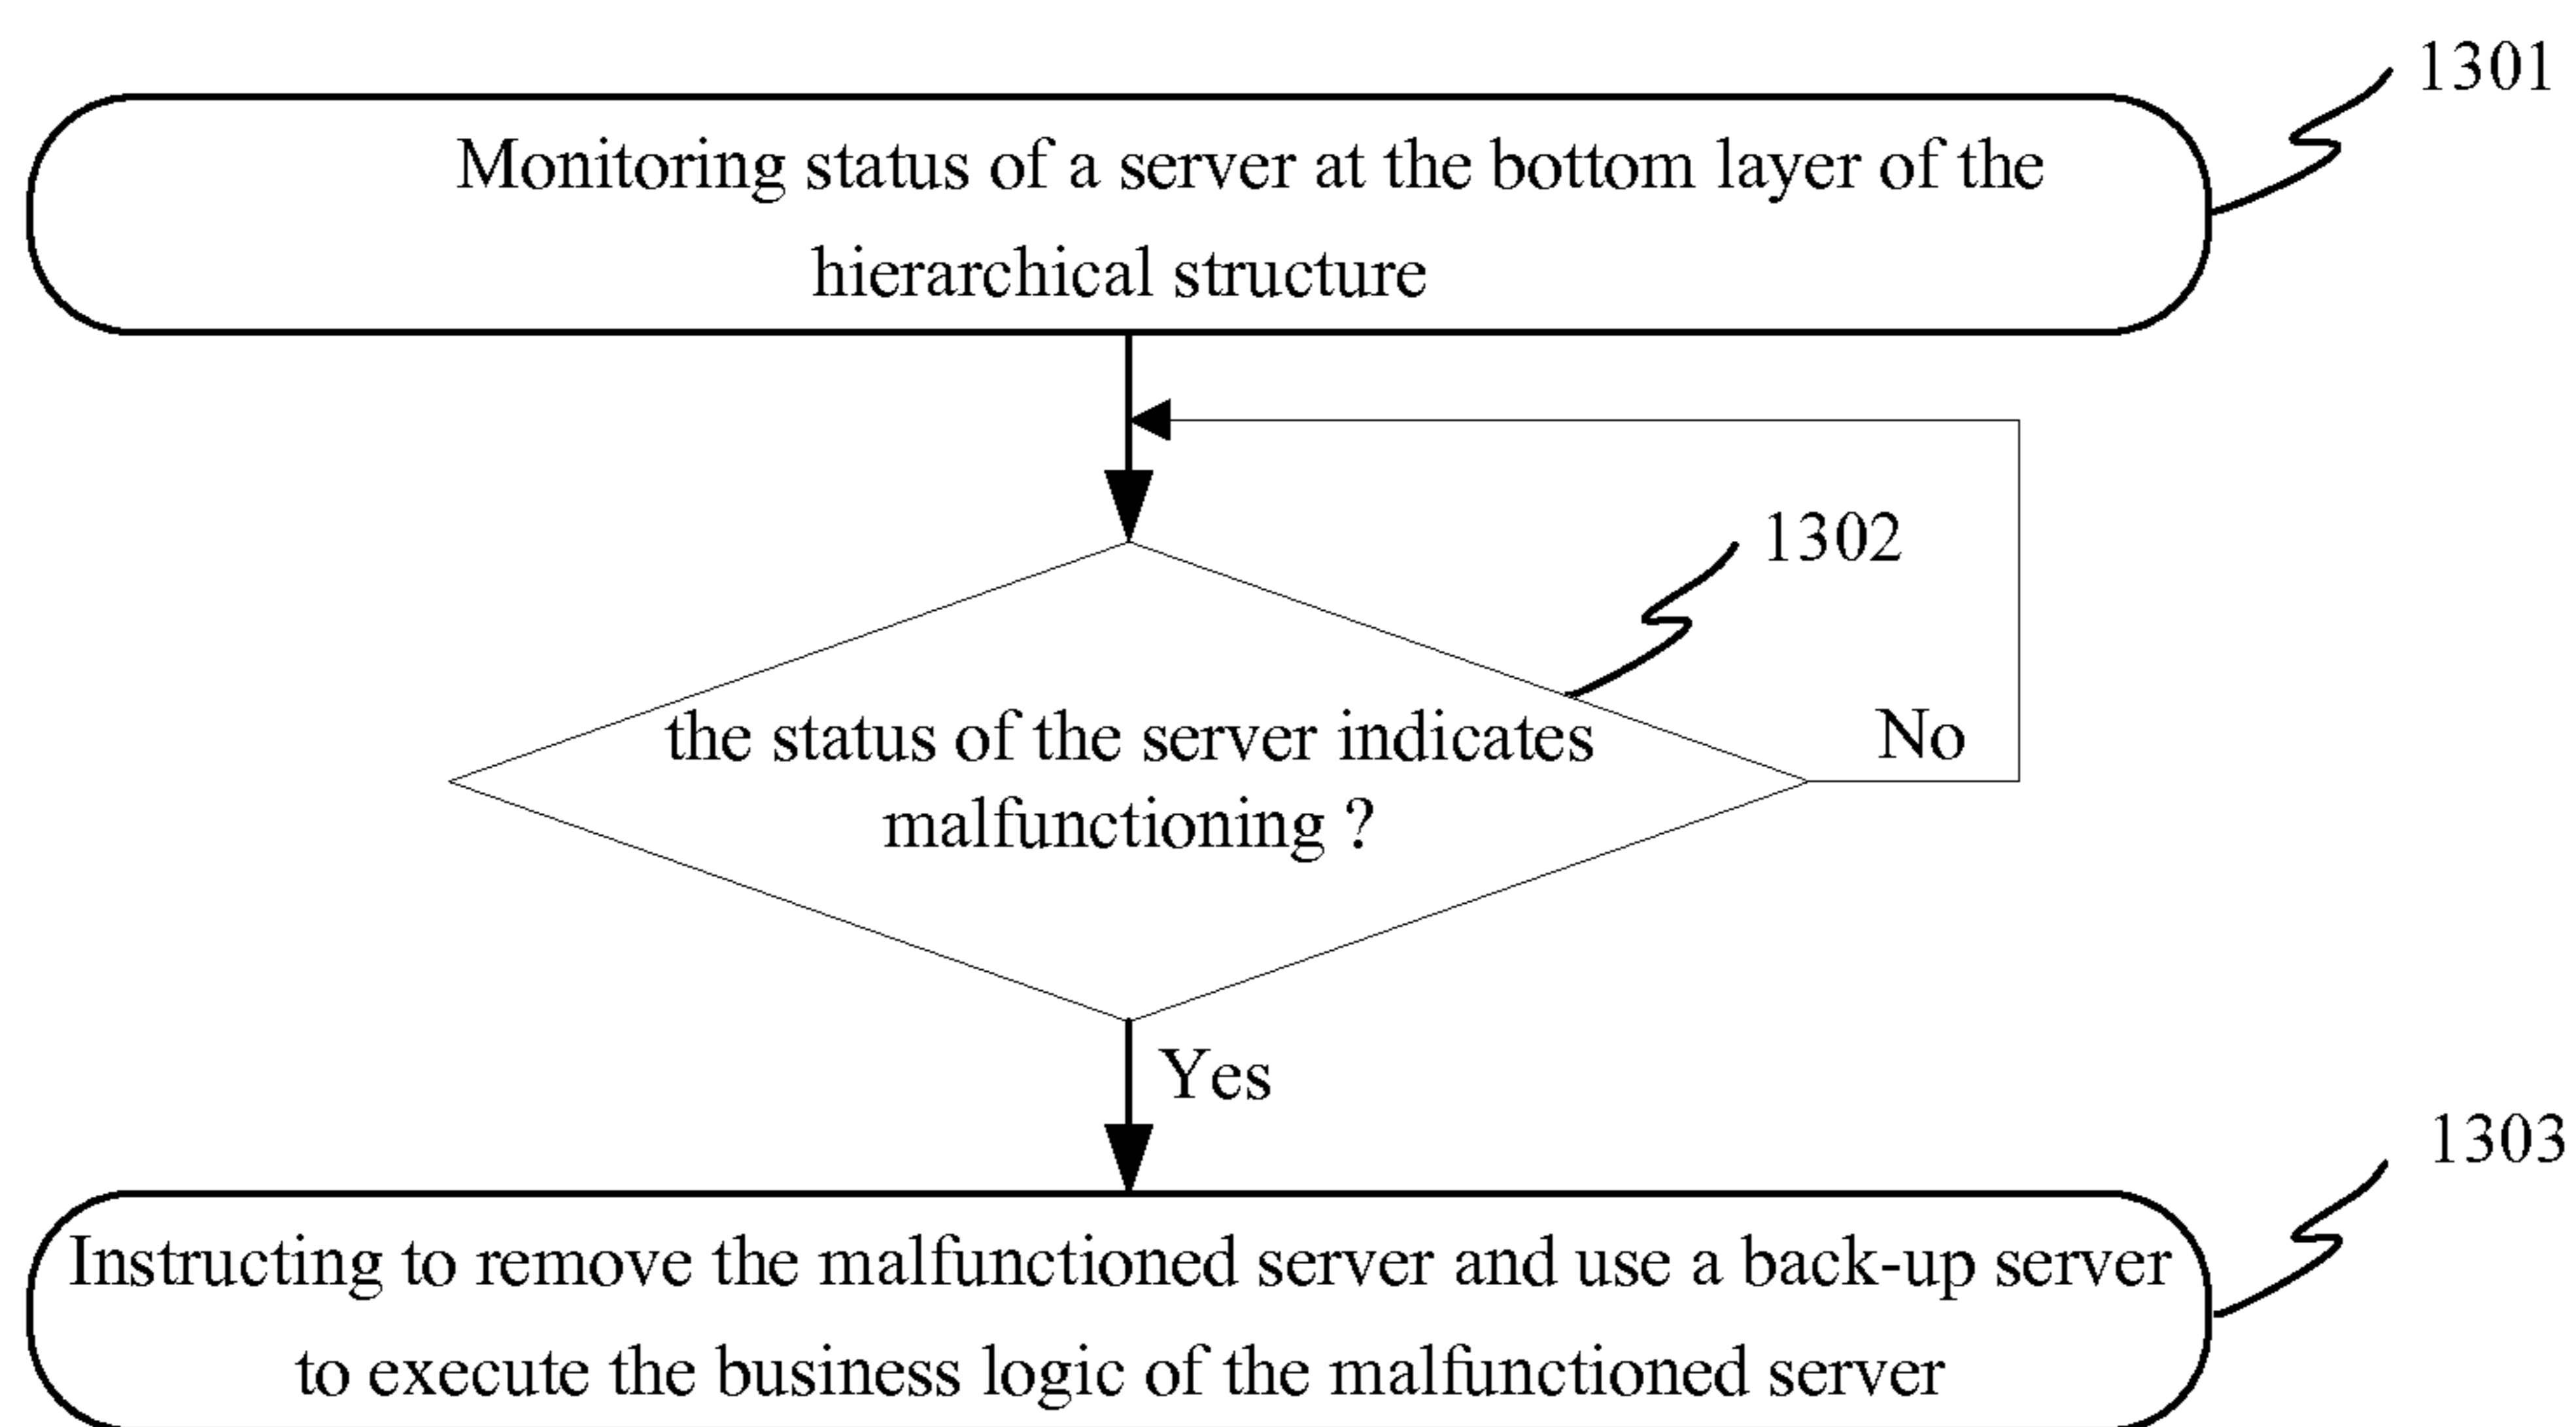 1301
Monitoring status of a server at the bottom layer of the
hierarchical structure
1302
the status of the server indicates
malfunctioning ?
No
Yes
1303
Instructing to remove the malfunctioned server and use a back-up server
to execute the business logic of the malfunctioned server